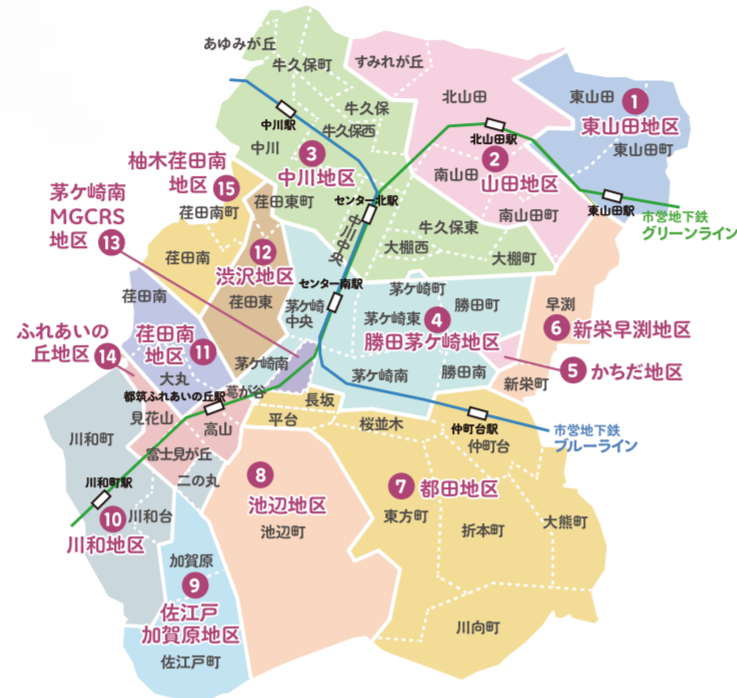 あゆみが丘
牛久保町
すみれが丘
中川駅
牛久保
牛久保西
中川
3
中川地区
北山田
北山田駅
2
山田地区
南山田
南山田町
東山田
1
東山田地区
東山田町
東山田駅
市営地下鉄
グリーンライン
柚木荏田南
地区 15
荏田南町
荏田東町
センター北駅
中川中央
牛久保東
大棚西
大棚町
茅ケ崎南
MGCRS
地区 13
荏田南
12
渋沢地区
荏田東
センター南駅
茅ケ崎
中央
茅ケ崎町
勝田町
茅ケ崎東 4
勝田茅ケ崎地区
茅ケ崎南
勝田南
早渕
6 新栄早渕地区
5 かちだ地区
新栄町
荏田南
荏田南
地区 11
大丸
ふれあいの
丘地区 14
茅ケ崎南
都筑ふれあいの丘駅
葛が谷
見花山
高山
富士見が丘
二の丸
長坂
平台
桜並木
仲町台駅
仲町台
市営地下鉄
ブルーライン
川和町
川和町駅
10
川和台
川和地区
8
池辺地区
池辺町
7 都田地区
東方町
折本町
大熊町
川向町
加賀原
9
佐江戸
加賀原地区
佐江戸町